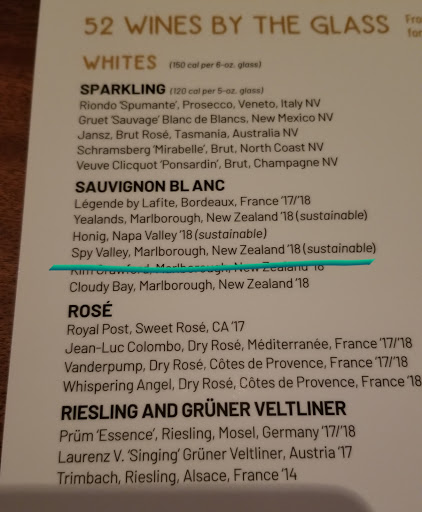 52 WINES BY THE GLASS
Fro
for
WHITES (150 cal per 6-oz. glass)
SPARKLING (120 cal per 5-oz. glass)
Riondo 'Spumante', Prosecco, Veneto, Italy NV
Gruet 'Sauvage' Blanc de Blancs, New Mexico NV
Jansz, Brut Rosé, Tasmania, Australia NV
Schramsberg 'Mirabelle', Brut, North Coast NV
Veuve Clicquot 'Ponsardin', Brut, Champagne NV
SAUVIGNON BLANC
Légende by Lafite, Bordeaux, France '17/'18
Yealands, Marlborough, New Zealand '18 (sustainable)
Honig, Napa Valley '18 (sustainable)
Spy Valley, Marlborough, New Zealand '18 (sustainable)
Kim Crawford, Marlborough, New Zealand '18
Cloudy Bay, Marlborough, New Zealand '18
ROSÉ
Royal Post, Sweet Rosé, CA '17
Jean-Luc Colombo, Dry Rosé, Méditerranée, France '17/'18
Vanderpump, Dry Rosé, Côtes de Provence, France '17/'18
Whispering Angel, Dry Rosé, Côtes de Provence, France '18
RIESLING AND GRÜNER VELTLINER
Prüm 'Essence', Riesling, Mosel, Germany '17/'18
Laurenz V. 'Singing' Grüner Veltliner, Austria '17
Trimbach, Riesling, Alsace, France '14